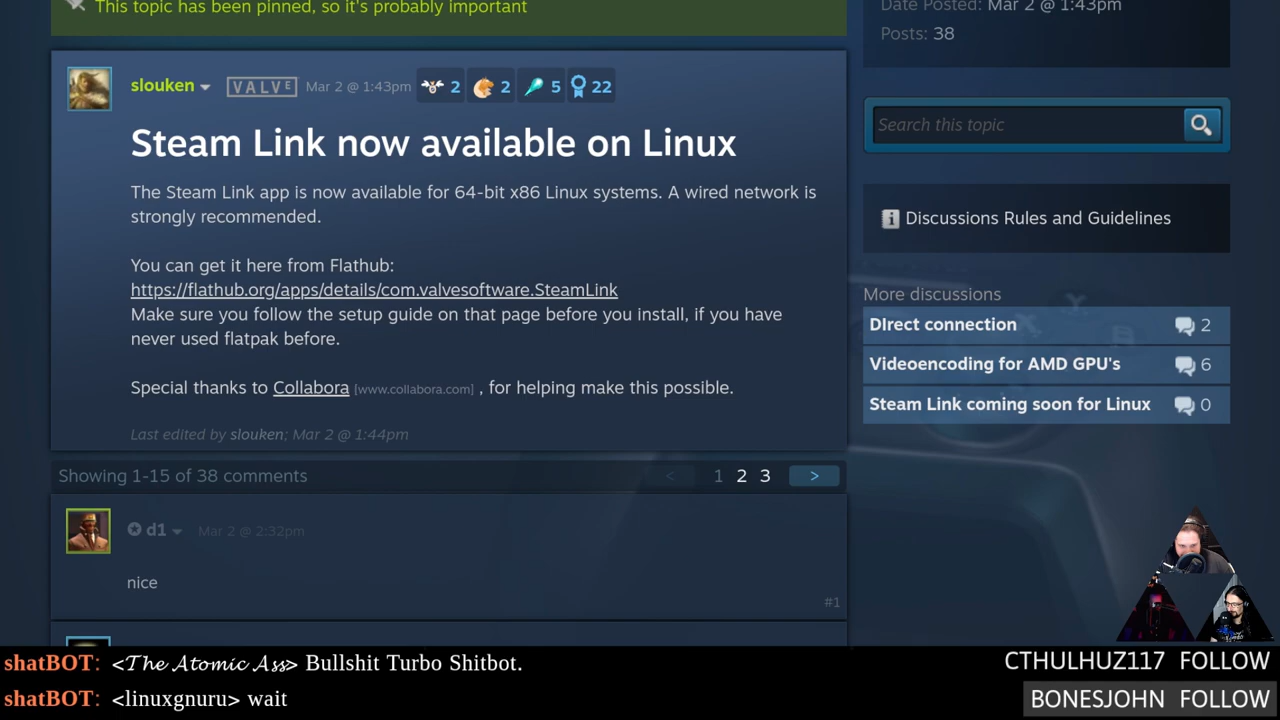 This topic has been pinned, so it's probably important
slouken VALVE Mar 2 @ 1:43pm 2 2 5 22
Steam Link now available on Linux
The Steam Link app is now available for 64-bit x86 Linux systems. A wired network is
strongly recommended.
You can get it here from Flathub:
https://flathub.org/apps/details/com.valvesoftware.SteamLink
Make sure you follow the setup guide on that page before you install, if you have
never used flatpak before.
Special thanks to Collabora [www.collabora.com] , for helping make this possible.
Last edited by slouken; Mar 2 @ 1:44pm
Showing 1-15 of 38 comments
< 1 2 3 >
d1 Mar 2 @ 2:32pm
nice
#1
Date Posted: Mar 2 @ 1:43pm
Posts: 38
Search this topic
Discussions Rules and Guidelines
More discussions
DIrect connection 2
Videoencoding for AMD GPU's 6
Steam Link coming soon for Linux 0
shatBOT: <𝓣𝓱𝓮 𝓐𝓽𝓸𝓶𝓲𝓬 𝓐𝓼𝓼> Bullshit Turbo Shitbot.
shatBOT: <linuxgnuru> wait
CTHULHUZ117 FOLLOW
BONESJOHN FOLLOW